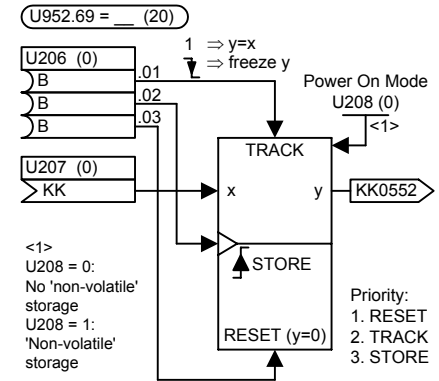 U952.69 = __ (20)
U206 (0)
B .01
B .02
B .03
1 ⇒ y=x
⇒ freeze y
Power On Mode
U208 (0)
<1>
TRACK
U207 (0)
KK
x y
KK0552
STORE
RESET (y=0)
<1>
U208 = 0:
No 'non-volatile'
storage
U208 = 1:
'Non-volatile'
storage
Priority:
1. RESET
2. TRACK
3. STORE